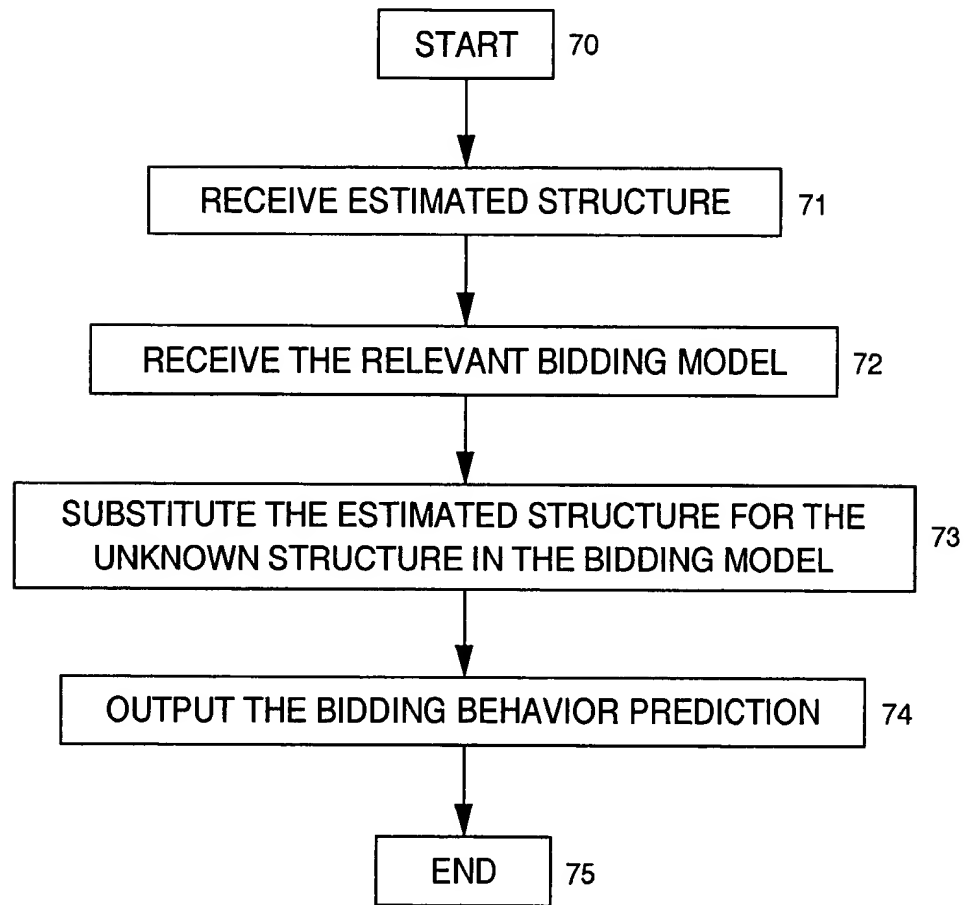 START 70
RECEIVE ESTIMATED STRUCTURE 71
RECEIVE THE RELEVANT BIDDING MODEL 72
SUBSTITUTE THE ESTIMATED STRUCTURE FOR THE
UNKNOWN STRUCTURE IN THE BIDDING MODEL 73
OUTPUT THE BIDDING BEHAVIOR PREDICTION 74
END 75